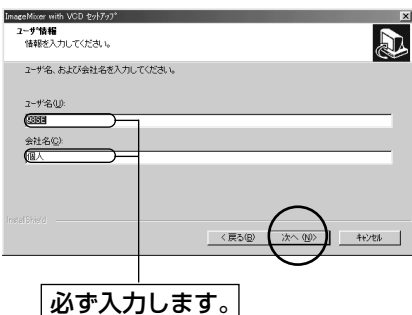 ImageMixer with VCD セットアップ
ユーザ情報
情報を入力してください。
ユーザ名、および会社名を入力してください。
ユーザ名(U):
98SE
会社名(C):
個人
InstallShield
< 戻る(B)
次へ (N)>
キャンセル
必ず入力します。